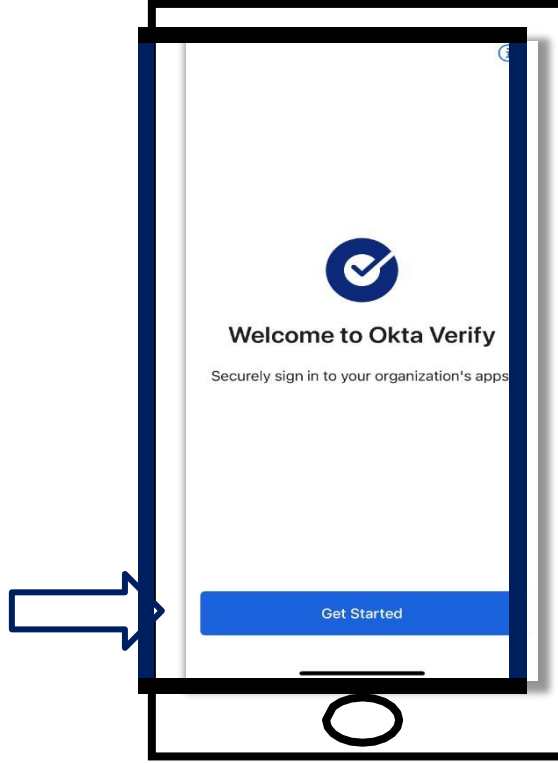 Welcome to Okta Verify
Securely sign in to your organization's apps
Get Started